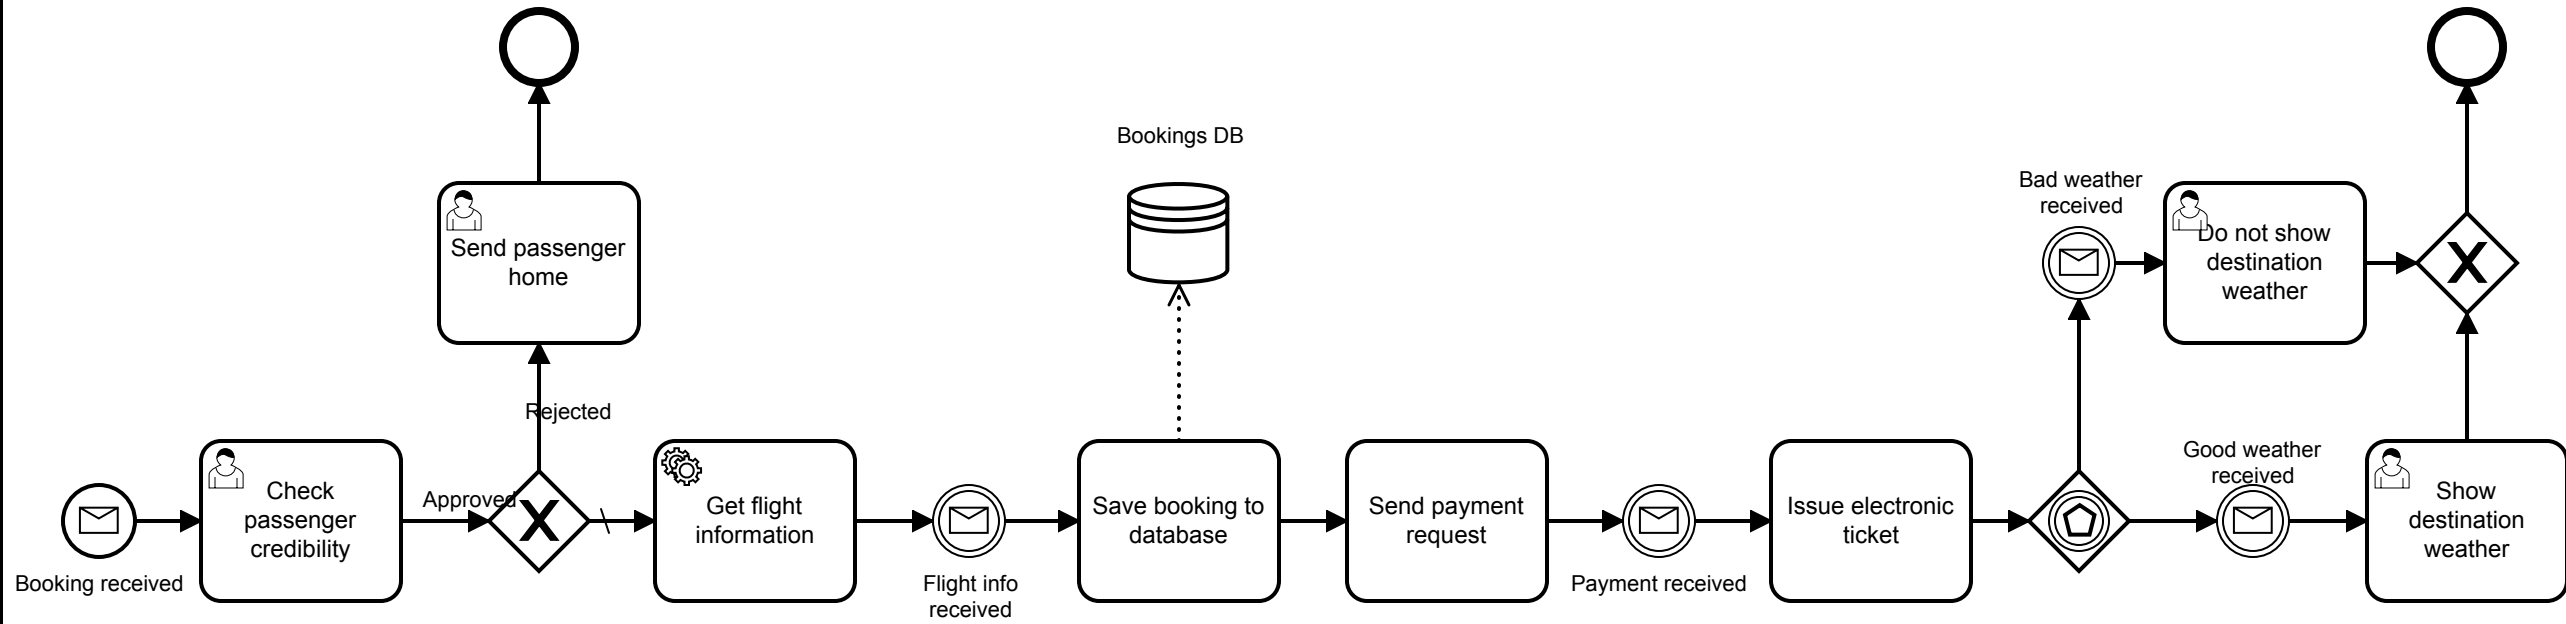 Bookings DB
Bad weather
received
Do not show
destination
weather
Send passenger
home
Rejected
Approved
Good weather
received
Booking received
Check
passenger
credibility
Get flight
information
Flight info
received
Save booking to
database
Send payment
request
Payment received
Issue electronic
ticket
Show
destination
weather